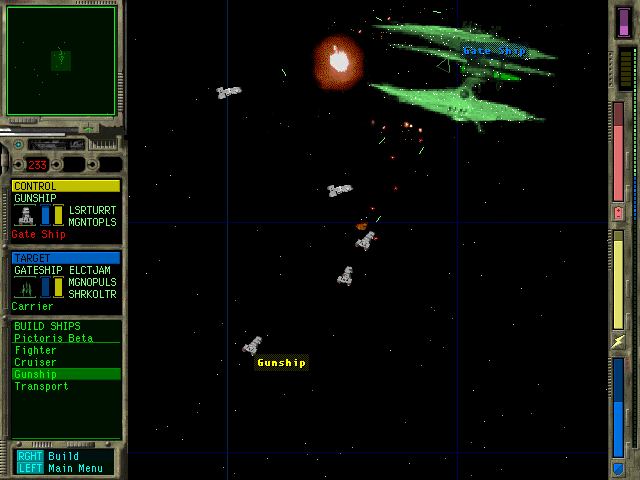 Gate Ship
233
CONTROL
GUNSHIP
LSRTURRT
MGNTOPLS
Gata Ship
TARGET
GATESHIP ELCTJAM
MGNOPULS
SHRKOLTR
Carrier
BUILD SHIPS
Pictoris Beta
Fighter
Cruiser
Gunship
Transport
Gunship
RGHT Build
LEFT Main Menu